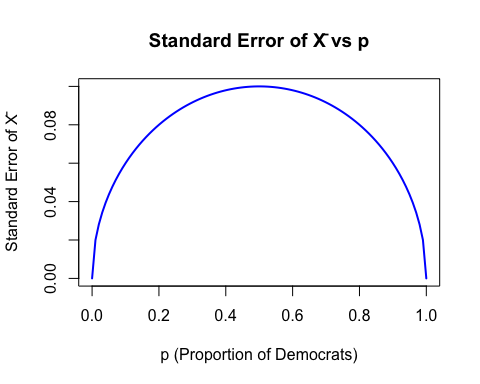 Standard Error of X̄ vs p
Standard Error of X̄
0.08
0.04
0.00
0.0 0.2 0.4 0.6 0.8 1.0
p (Proportion of Democrats)